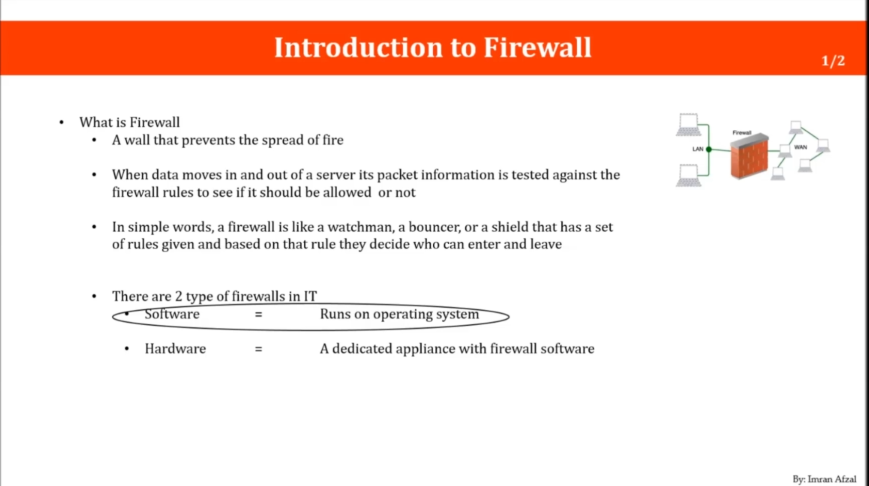 Introduction to Firewall
1/2
• What is Firewall
• A wall that prevents the spread of fire
• When data moves in and out of a server its packet information is tested against the
firewall rules to see if it should be allowed or not
• In simple words, a firewall is like a watchman, a bouncer, or a shield that has a set
of rules given and based on that rule they decide who can enter and leave
• There are 2 type of firewalls in IT
• Software = Runs on operating system
• Hardware = A dedicated appliance with firewall software
Firewall
LAN
WAN
By: Imran Afzal